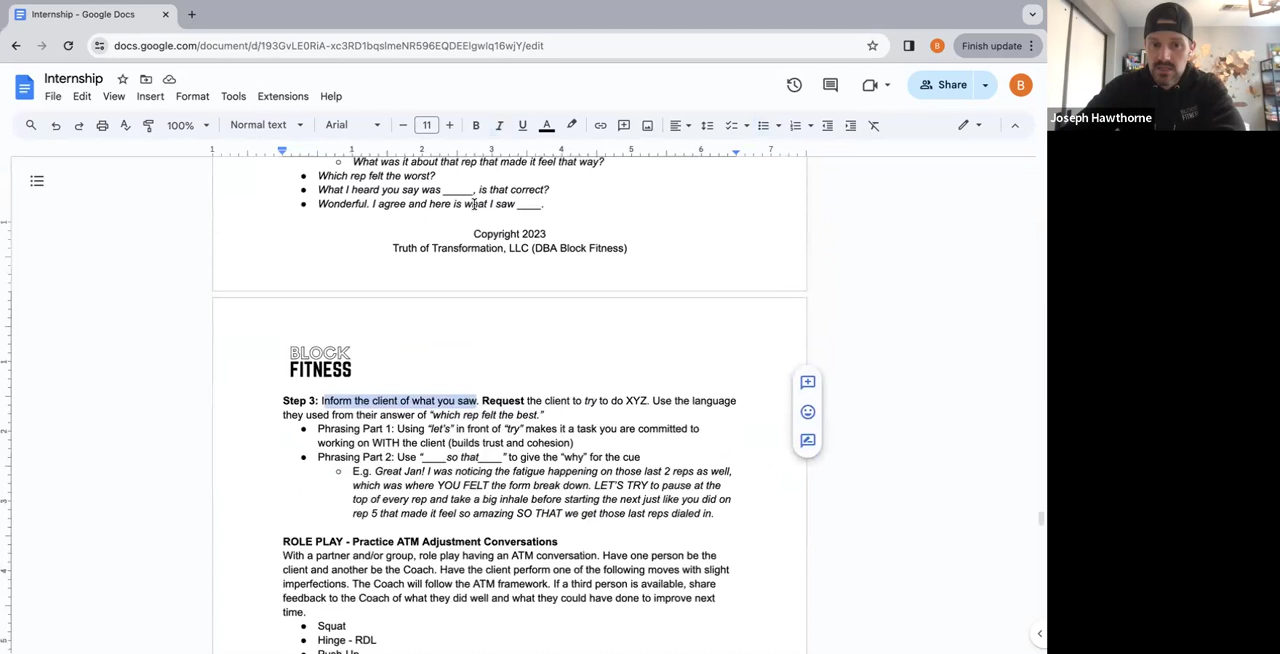 Internship - Google Docs
docs.google.com/document/d/193GvLE0RiA-xc3RD1bqsImeNR596EQDEEIgwIq16wjY/edit
Finish update
B
Internship
File Edit View Insert Format Tools Extensions Help
Share
B
100% Normal text Arial 11 B I U A
1 1 2 3 4 5 6 7
What was it about that rep that made it feel that way?
Which rep felt the worst?
What I heard you say was _____, is that correct?
Wonderful. I agree and here is what I saw ____.
Copyright 2023
Truth of Transformation, LLC (DBA Block Fitness)
BLOCK
FITNESS
Step 3: Inform the client of what you saw. Request the client to try to do XYZ. Use the language
they used from their answer of “which rep felt the best.”
Phrasing Part 1: Using “let’s” in front of “try” makes it a task you are committed to
working on WITH the client (builds trust and cohesion)
Phrasing Part 2: Use “____so that____” to give the “why” for the cue
E.g. Great Jan! I was noticing the fatigue happening on those last 2 reps as well,
which was where YOU FELT the form break down. LET’S TRY to pause at the
top of every rep and take a big inhale before starting the next just like you did on
rep 5 that made it feel so amazing SO THAT we get those last reps dialed in.
ROLE PLAY - Practice ATM Adjustment Conversations
With a partner and/or group, role play having an ATM conversation. Have one person be the
client and another be the Coach. Have the client perform one of the following moves with slight
imperfections. The Coach will follow the ATM framework. If a third person is available, share
feedback to the Coach of what they did well and what they could have done to improve next
time.
Squat
Hinge - RDL
Push-Up
Joseph Hawthorne
BLOCK
FITNESS